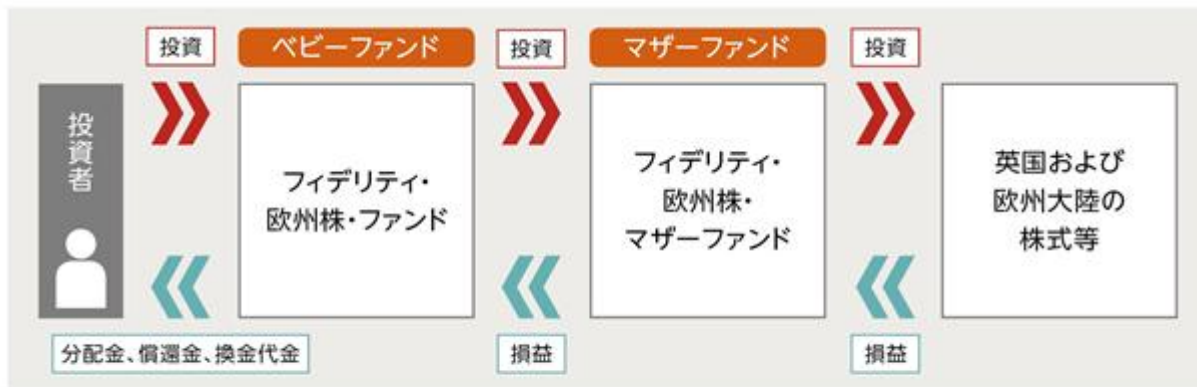 投資
ベビーファンド
投資
マザーファンド
投資
投資者
フィデリティ・
欧州株・ファンド
フィデリティ・
欧州株・
マザーファンド
英国および
欧州大陸の
株式等
分配金、償還金、換金代金
損益
損益